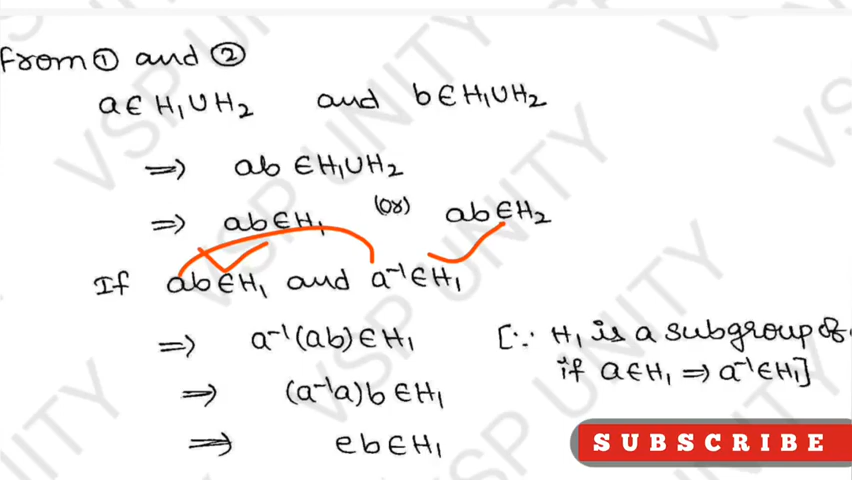 From ① and ②
a ∈ H₁ ∪ H₂ and b ∈ H₁ ∪ H₂
⇒ ab ∈ H₁ ∪ H₂
⇒ ab ∈ H₁ (or) ab ∈ H₂
If ab ∈ H₁ and a⁻¹ ∈ H₁
⇒ a⁻¹(ab) ∈ H₁ [∵ H₁ is a subgroup of
if a ∈ H₁ ⇒ a⁻¹ ∈ H₁]
⇒ (a⁻¹a)b ∈ H₁
⇒ eb ∈ H₁
SUBSCRIBE
VSP UNITY